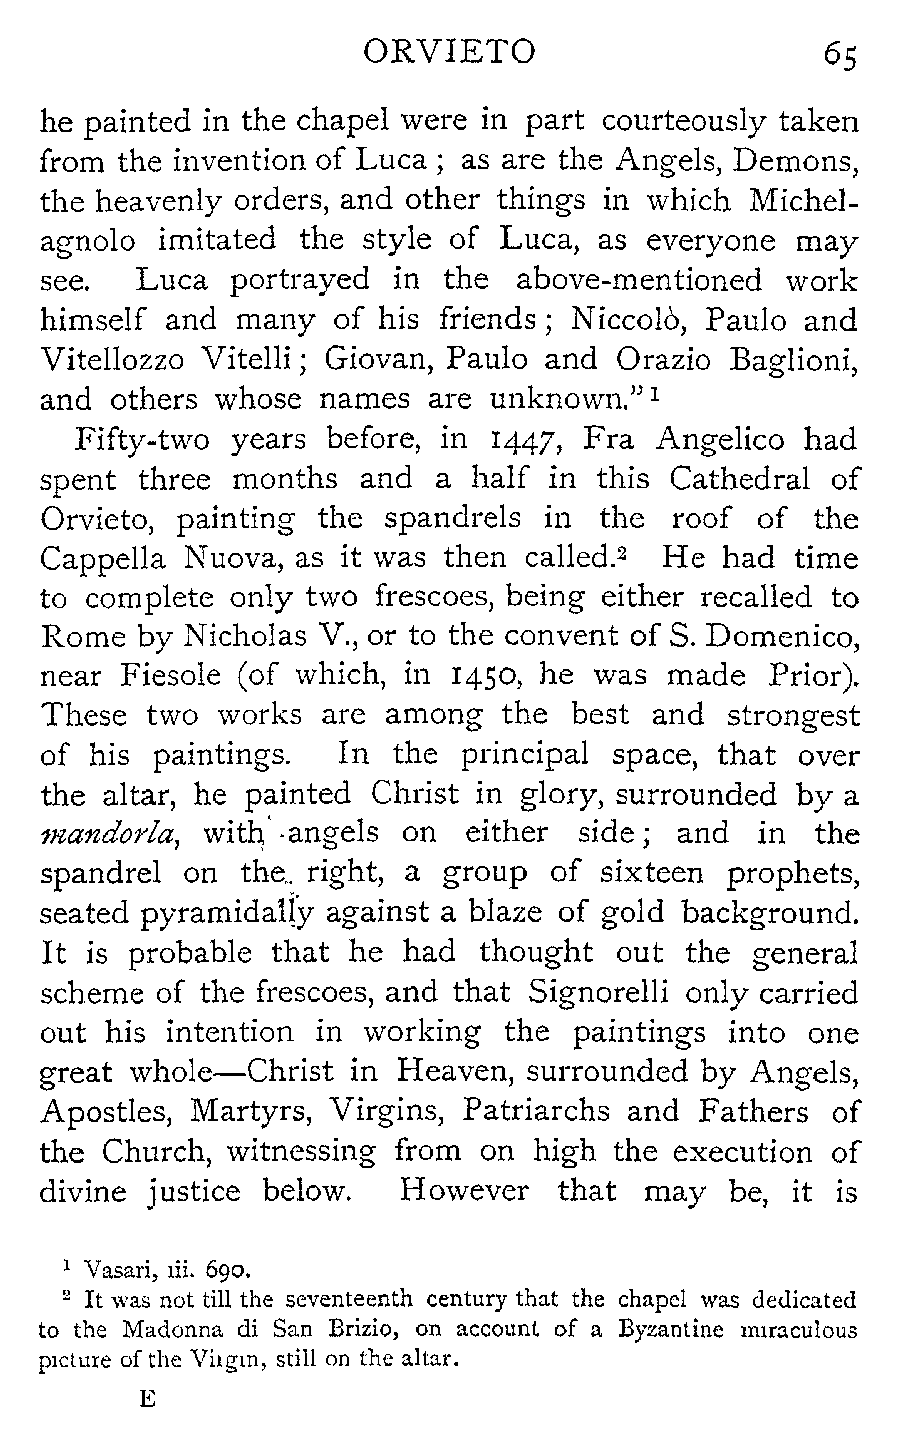 ORVIETO 65
he painted in the chapel were in part courteously taken
from the invention of Luca ; as are the Angels, Demons,
the heavenly orders, and other things in which Michel-
agnolo imitated the style of Luca, as everyone may
see. Luca portrayed in the above-mentioned work
himself and many of his friends ; Niccolò, Paulo and
Vitellozzo Vitelli ; Giovan, Paulo and Orazio Baglioni,
and others whose names are unknown." ¹
Fifty-two years before, in 1447, Fra Angelico had
spent three months and a half in this Cathedral of
Orvieto, painting the spandrels in the roof of the
Cappella Nuova, as it was then called.² He had time
to complete only two frescoes, being either recalled to
Rome by Nicholas V., or to the convent of S. Domenico,
near Fiesole (of which, in 1450, he was made Prior).
These two works are among the best and strongest
of his paintings. In the principal space, that over
the altar, he painted Christ in glory, surrounded by a
mandorla, with angels on either side ; and in the
spandrel on the right, a group of sixteen prophets,
seated pyramidally against a blaze of gold background.
It is probable that he had thought out the general
scheme of the frescoes, and that Signorelli only carried
out his intention in working the paintings into one
great whole—Christ in Heaven, surrounded by Angels,
Apostles, Martyrs, Virgins, Patriarchs and Fathers of
the Church, witnessing from on high the execution of
divine justice below. However that may be, it is
¹ Vasari, iii. 690.
² It was not till the seventeenth century that the chapel was dedicated
to the Madonna di San Brizio, on account of a Byzantine miraculous
picture of the Virgin, still on the altar.
E